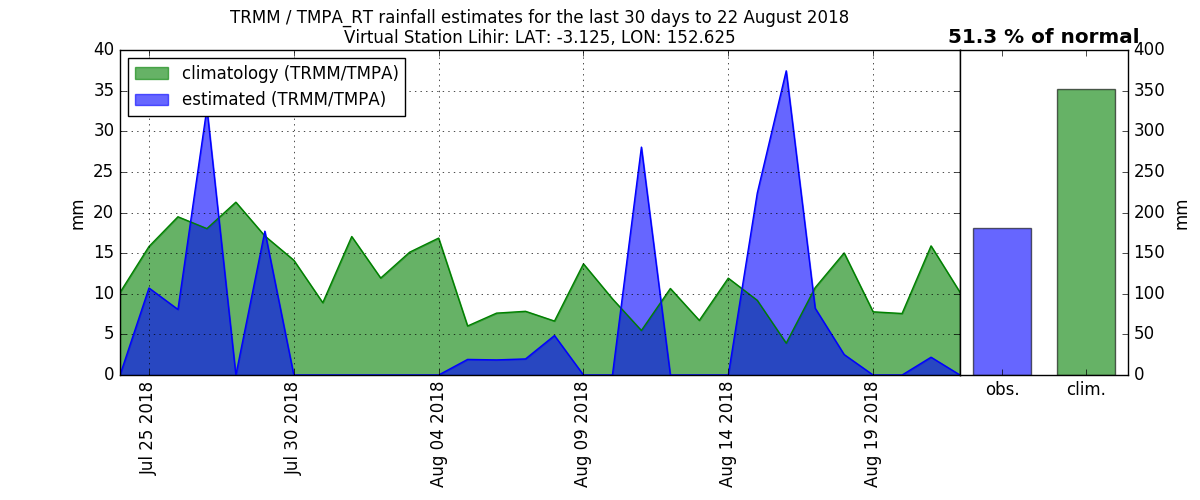 TRMM / TMPA_RT rainfall estimates for the last 30 days to 22 August 2018
Virtual Station Lihir: LAT: -3.125, LON: 152.625
51.3 % of normal
climatology (TRMM/TMPA)
estimated (TRMM/TMPA)
40
35
30
25
20
15
10
5
0
mm
Jul 25 2018
Jul 30 2018
Aug 04 2018
Aug 09 2018
Aug 14 2018
Aug 19 2018
400
350
300
250
200
150
100
50
0
mm
obs.
clim.